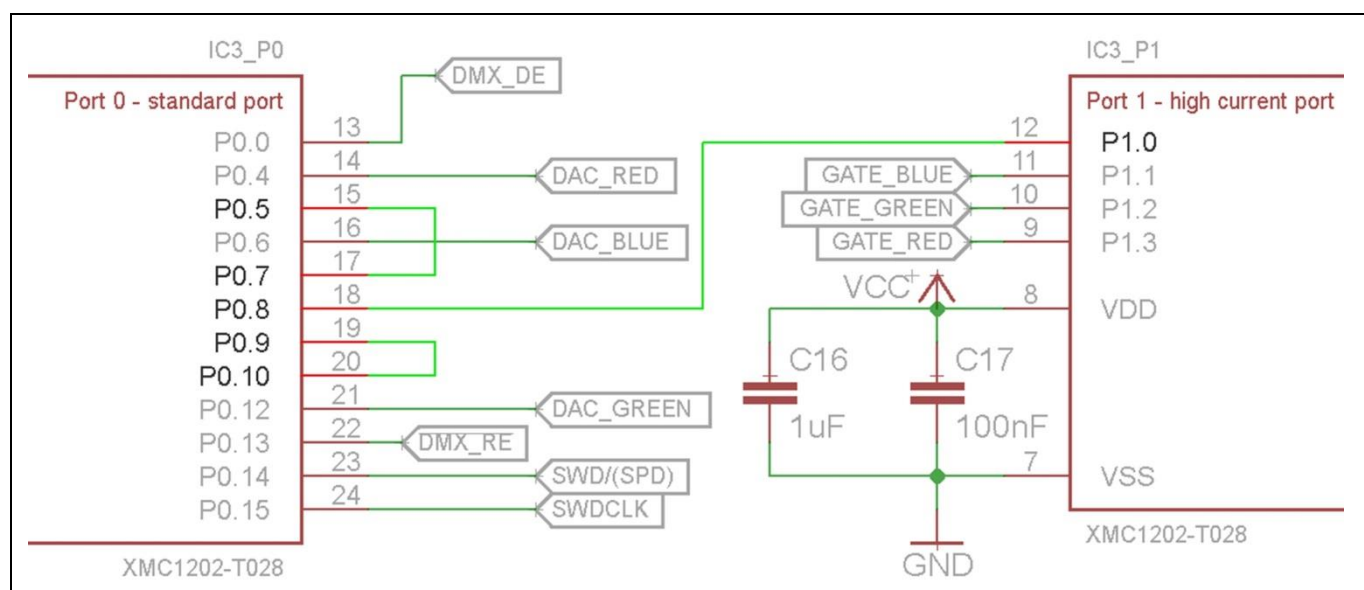 IC3_P0
Port 0 - standard port
P0.0 13 DMX_DE
P0.4 14 DAC_RED
P0.5 15
P0.6 16 DAC_BLUE
P0.7 17
P0.8 18
P0.9 19
P0.10 20
P0.12 21 DAC_GREEN
P0.13 22 DMX_RE
P0.14 23 SWD/(SPD)
P0.15 24 SWDCLK
XMC1202-T028
IC3_P1
Port 1 - high current port
12 P1.0
GATE_BLUE 11 P1.1
GATE_GREEN 10 P1.2
GATE_RED 9 P1.3
VCC 8 VDD
C16 C17
1uF 100nF
7 VSS
GND
XMC1202-T028